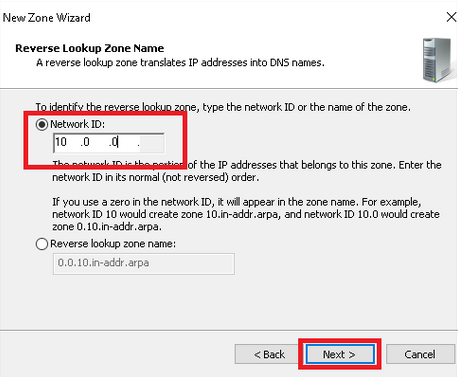 New Zone Wizard
Reverse Lookup Zone Name
A reverse lookup zone translates IP addresses into DNS names.
To identify the reverse lookup zone, type the network ID or the name of the zone.
Network ID:
10 .0 .0 .
The network ID is the portion of the IP addresses that belongs to this zone. Enter the
network ID in its normal (not reversed) order.
If you use a zero in the network ID, it will appear in the zone name. For example,
network ID 10 would create zone 10.in-addr.arpa, and network ID 10.0 would create
zone 0.10.in-addr.arpa.
Reverse lookup zone name:
0.0.10.in-addr.arpa
< Back Next > Cancel